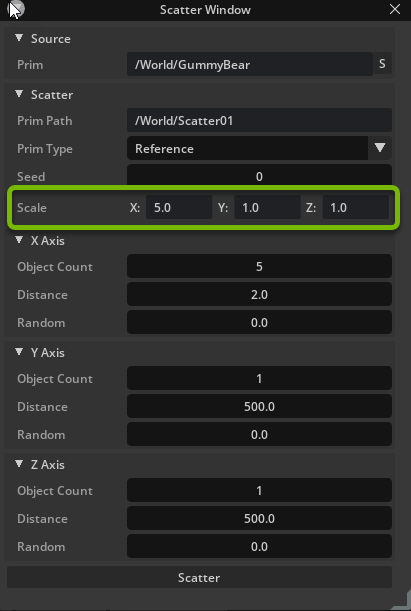 Scatter Window
Source
Prim /World/GummyBear S
Scatter
Prim Path /World/Scatter01
Prim Type Reference
Seed 0
Scale X: 5.0 Y: 1.0 Z: 1.0
X Axis
Object Count 5
Distance 2.0
Random 0.0
Y Axis
Object Count 1
Distance 500.0
Random 0.0
Z Axis
Object Count 1
Distance 500.0
Random 0.0
Scatter